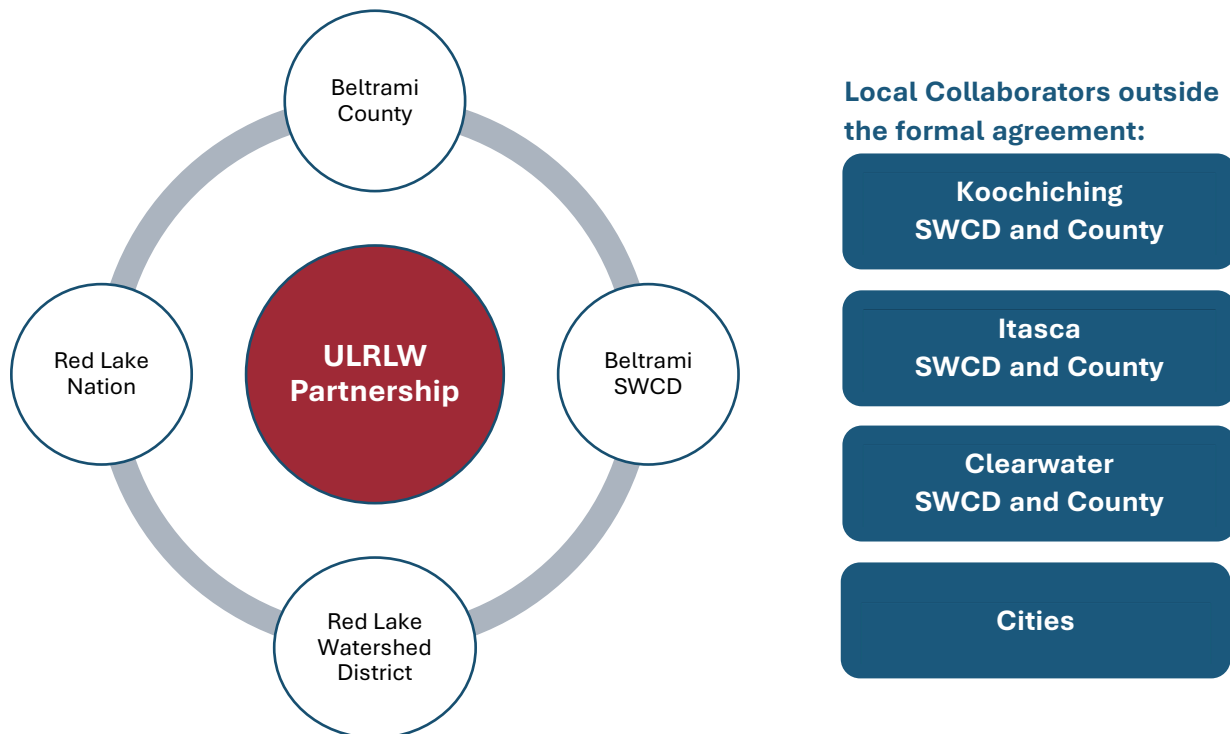 Beltrami
County
Red Lake
Nation
ULRLW
Partnership
Beltrami
SWCD
Red Lake
Watershed
District
Local Collaborators outside
the formal agreement:
Koochiching
SWCD and County
Itasca
SWCD and County
Clearwater
SWCD and County
Cities